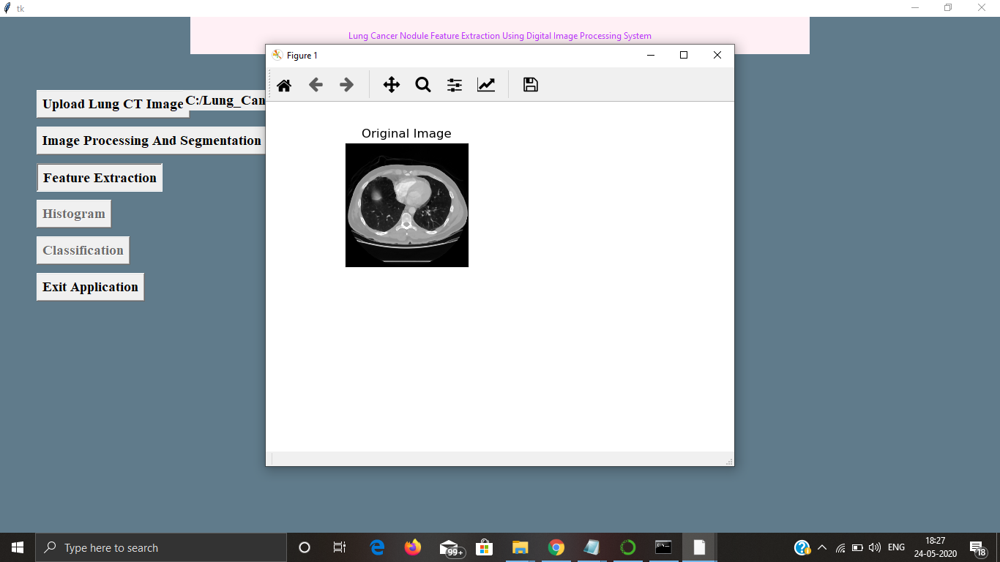 tk
Lung Cancer Nodule Feature Extraction Using Digital Image Processing System
Figure 1
Upload Lung CT Image
C:/Lung_Can
Image Processing And Segmentation
Original Image
Feature Extraction
Histogram
Classification
Exit Application
Type here to search
99+
ENG
18:27
24-05-2020
18